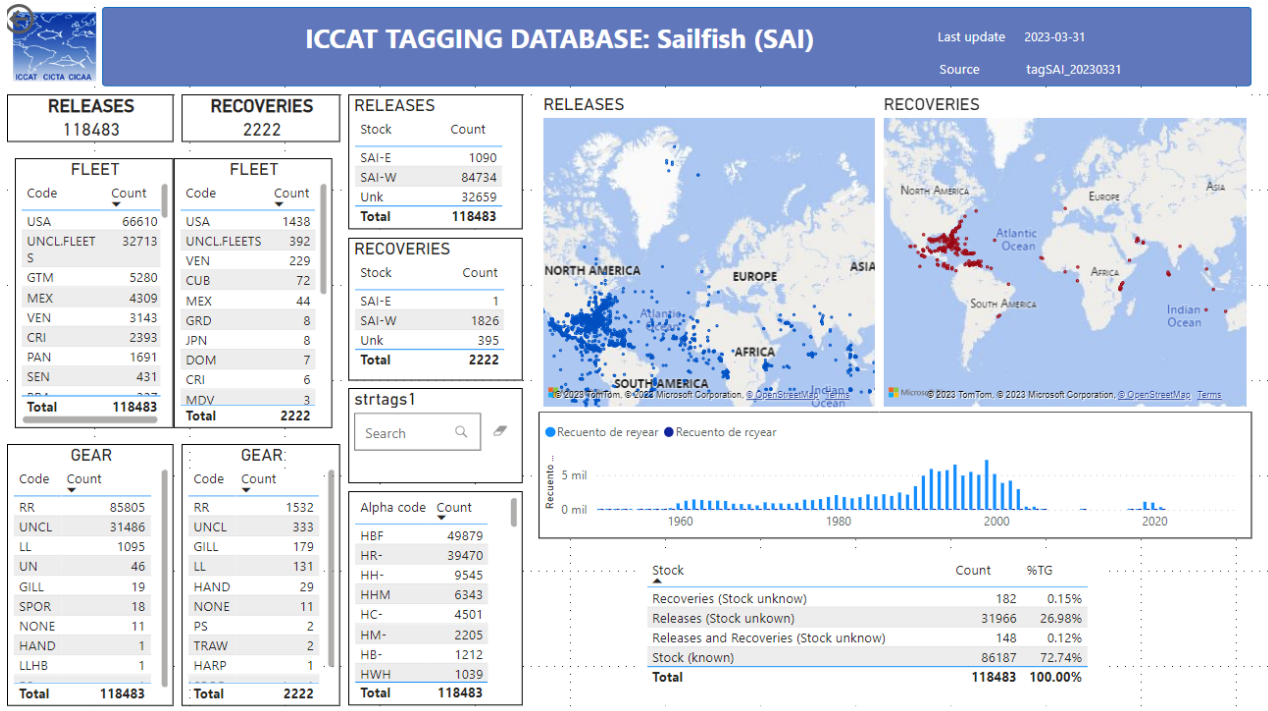 ICCAT CICTA CICAA
ICCAT TAGGING DATABASE: Sailfish (SAI)
Last update 2023-03-31
Source tagSAI_20230331
RELEASES
118483
RECOVERIES
2222
FLEET
Code Count
USA 66610
UNCL.FLEET
S 32713
GTM 5280
MEX 4309
VEN 3143
CRI 2393
PAN 1691
SEN 431
Total 118483
FLEET
Code Count
USA 1438
UNCL.FLEETS 392
VEN 229
CUB 72
MEX 44
GRD 8
JPN 8
DOM 7
CRI 6
MDV 3
Total 2222
GEAR
Code Count
RR 85805
UNCL 31486
LL 1095
UN 46
GILL 19
SPOR 18
NONE 11
HAND 1
LLHB 1
Total 118483
GEAR
Code Count
RR 1532
UNCL 333
GILL 179
LL 131
HAND 29
NONE 11
PS 2
TRAW 2
HARP 1
Total 2222
RELEASES
Stock Count
SAI-E 1090
SAI-W 84734
Unk 32659
Total 118483
RECOVERIES
Stock Count
SAI-E 1
SAI-W 1826
Unk 395
Total 2222
strtags1
Search
Alpha code Count
HBF 49879
HR- 39470
HH- 9545
HHM 6343
HC- 4501
HM- 2205
HB- 1212
HWH 1039
Total 118483
RELEASES
NORTH AMERICA
EUROPE
ASIA
Atlantic
Ocean
AFRICA
SOUTH AMERICA
Indian
Ocean
© 2023 TomTom, © 2023 Microsoft Corporation, © OpenStreetMap Terms
RECOVERIES
NORTH AMERICA
EUROPE
ASIA
Atlantic
Ocean
AFRICA
SOUTH AMERICA
Indian
Ocean
Microsoft
© 2023 TomTom, © 2023 Microsoft Corporation, © OpenStreetMap Terms
Recuento de reyear Recuento de rcyear
Recuento ...
5 mil
0 mil
1960 1980 2000 2020
Stock Count %TG
Recoveries (Stock unknow) 182 0.15%
Releases (Stock unkown) 31966 26.98%
Releases and Recoveries (Stock unknow) 148 0.12%
Stock (known) 86187 72.74%
Total 118483 100.00%